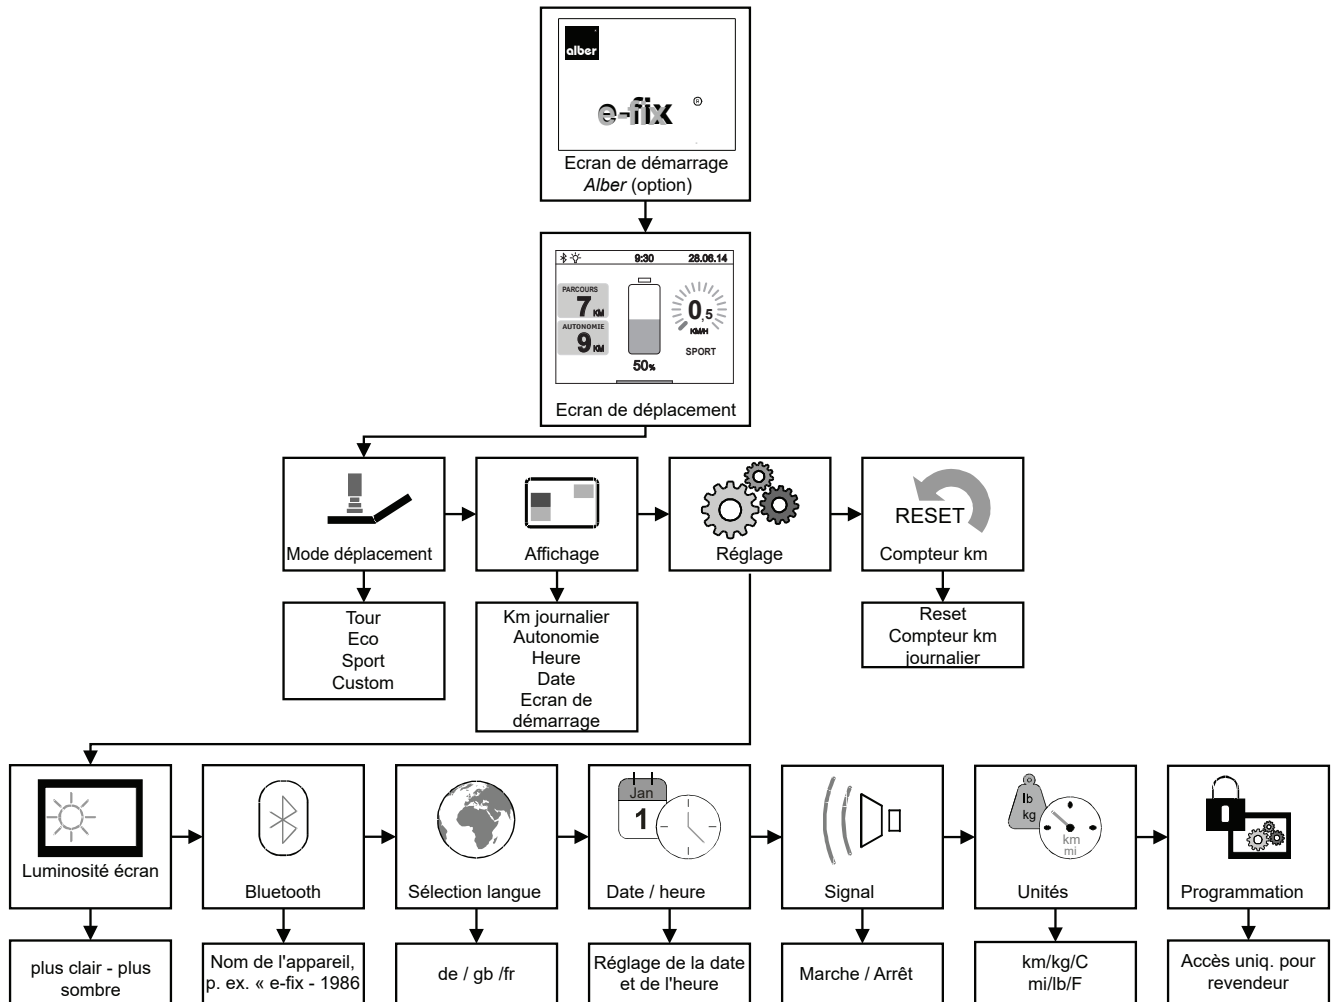 alber
e-fix ®
Ecran de démarrage
Alber (option)
9:30 28.06.14
PARCOURS
7 KM
AUTONOMIE
9 KM
50%
0,5
KM/H
SPORT
Ecran de déplacement
Mode déplacement
Affichage
Réglage
RESET
Compteur km
Tour
Eco
Sport
Custom
Km journalier
Autonomie
Heure
Date
Ecran de
démarrage
Reset
Compteur km
journalier
Luminosité écran
Bluetooth
Sélection langue
Jan
1
Date / heure
Signal
lb
kg
km
mi
Unités
Programmation
plus clair - plus
sombre
Nom de l'appareil,
p. ex. « e-fix - 1986
de / gb /fr
Réglage de la date
et de l'heure
Marche / Arrêt
km/kg/C
mi/lb/F
Accès uniq. pour
revendeur